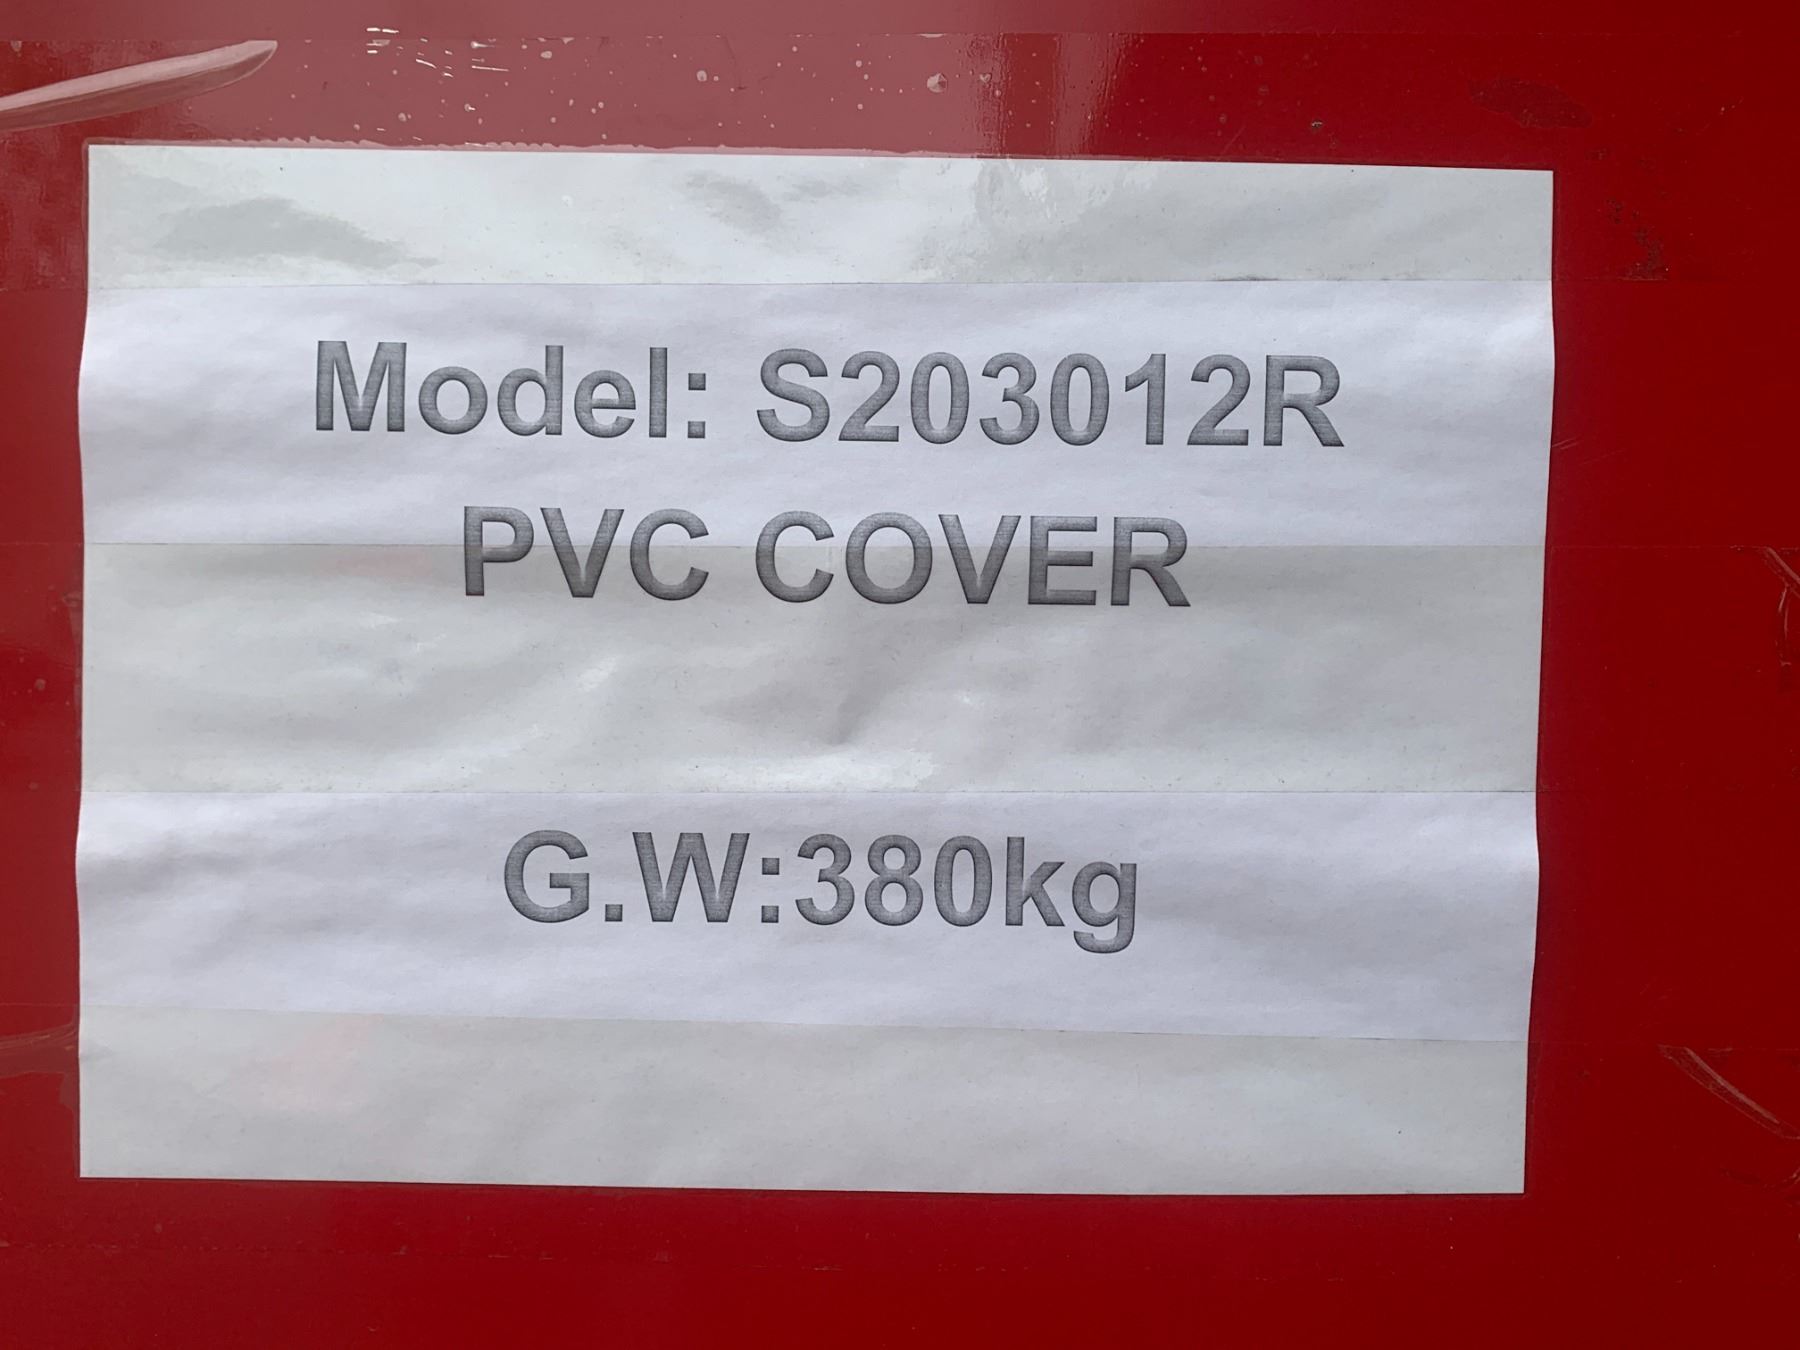 Model: S203012R
PVC COVER
G.W:380kg